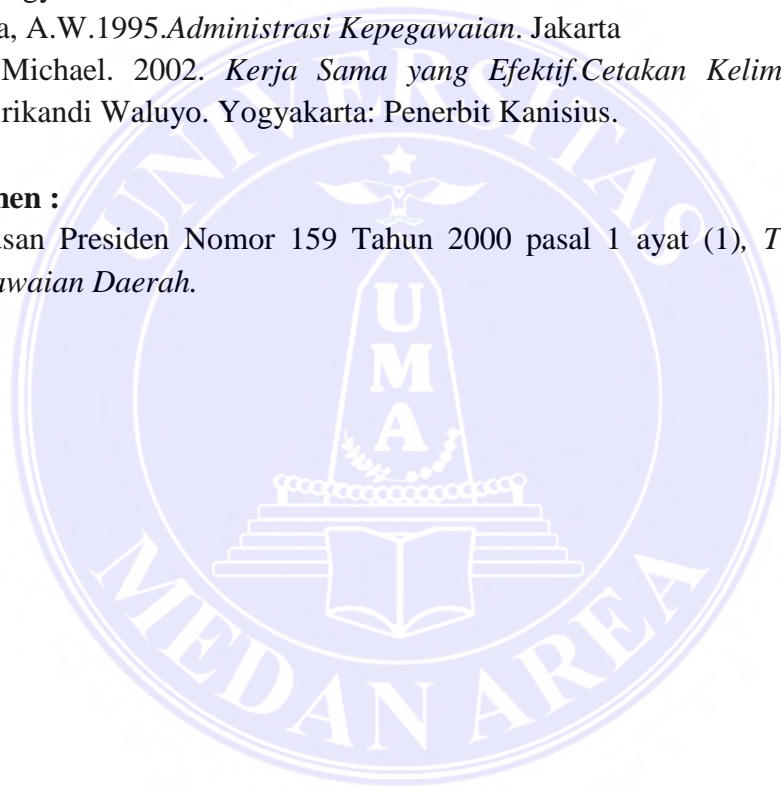 a, A.W.1995.Administrasi Kepegawaian. Jakarta
Michael. 2002. Kerja Sama yang Efektif.Cetakan Kelim
rikandi Waluyo. Yogyakarta: Penerbit Kanisius.
nen :
san Presiden Nomor 159 Tahun 2000 pasal 1 ayat (1), T
awaian Daerah.
UNIVERSITAS
UMA
MEDAN AREA